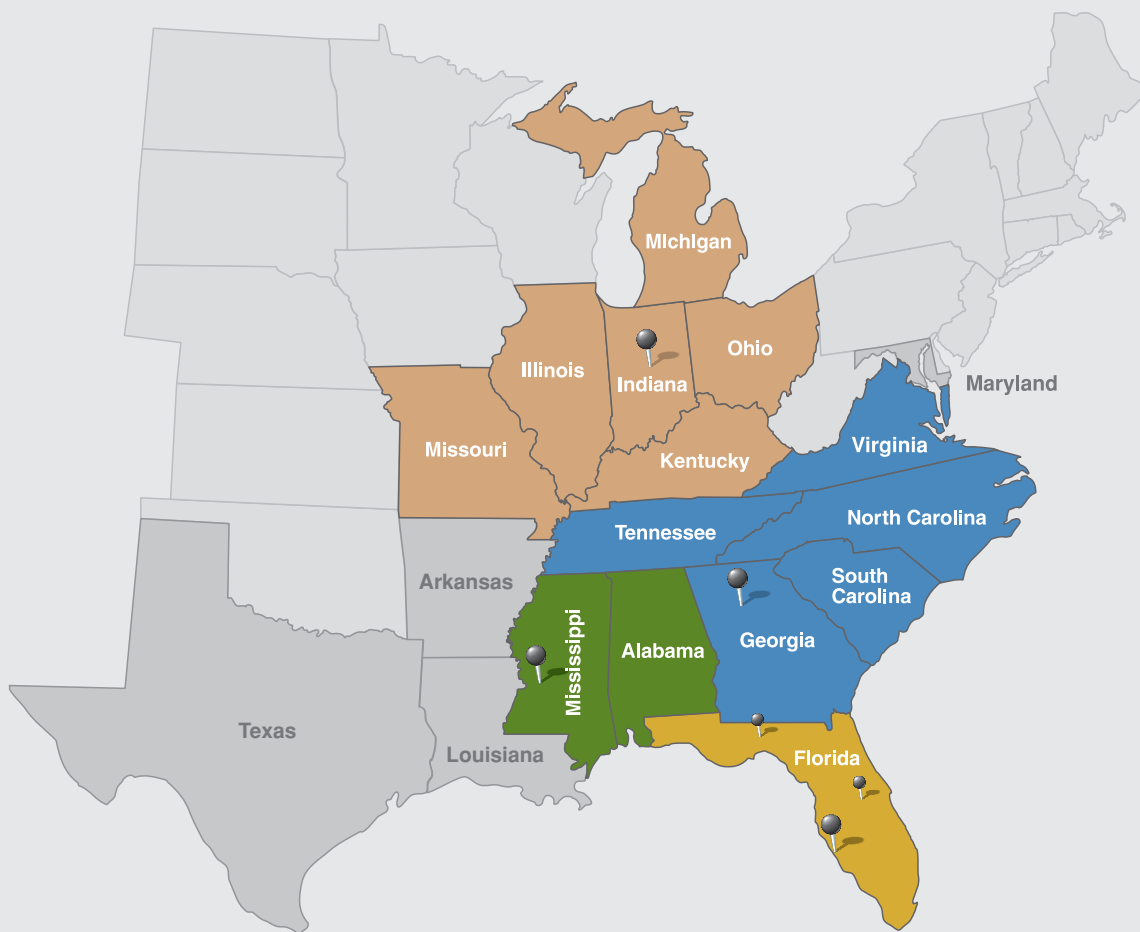 MIchIgan
Ohio
Illinois
Indiana
Maryland
Missouri
Kentucky
Virginia
Tennessee
North Carolina
Arkansas
South
Carolina
Mississippi
Alabama
Georgia
Texas
Louisiana
Florida